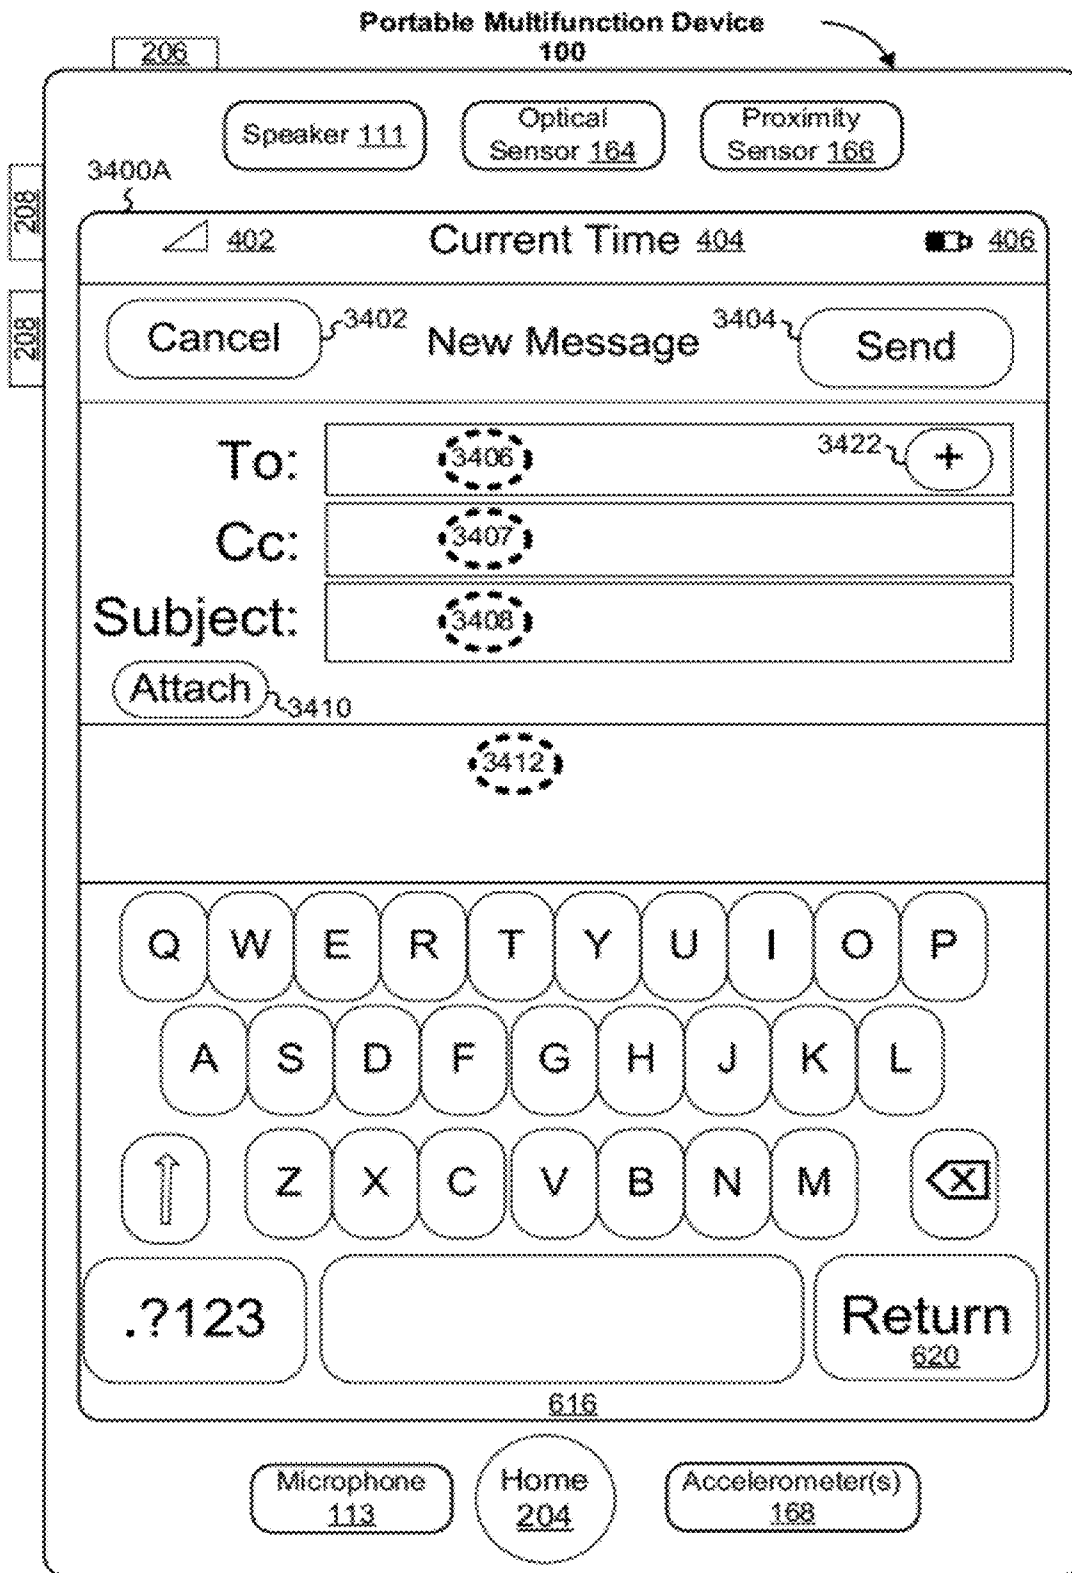 Portable Multifunction Device
100
206
Speaker 111
Optical
Sensor 164
Proximity
Sensor 166
3400A
208
402
Current Time 404
406
208
Cancel
3402
New Message
3404
Send
To:
3406
3422
+
Cc:
3407
Subject:
3408
Attach
3410
3412
Q W E R T Y U I O P
A S D F G H J K L
Z X C V B N M
.?123
Return
620
616
Microphone
113
Home
204
Accelerometer(s)
168